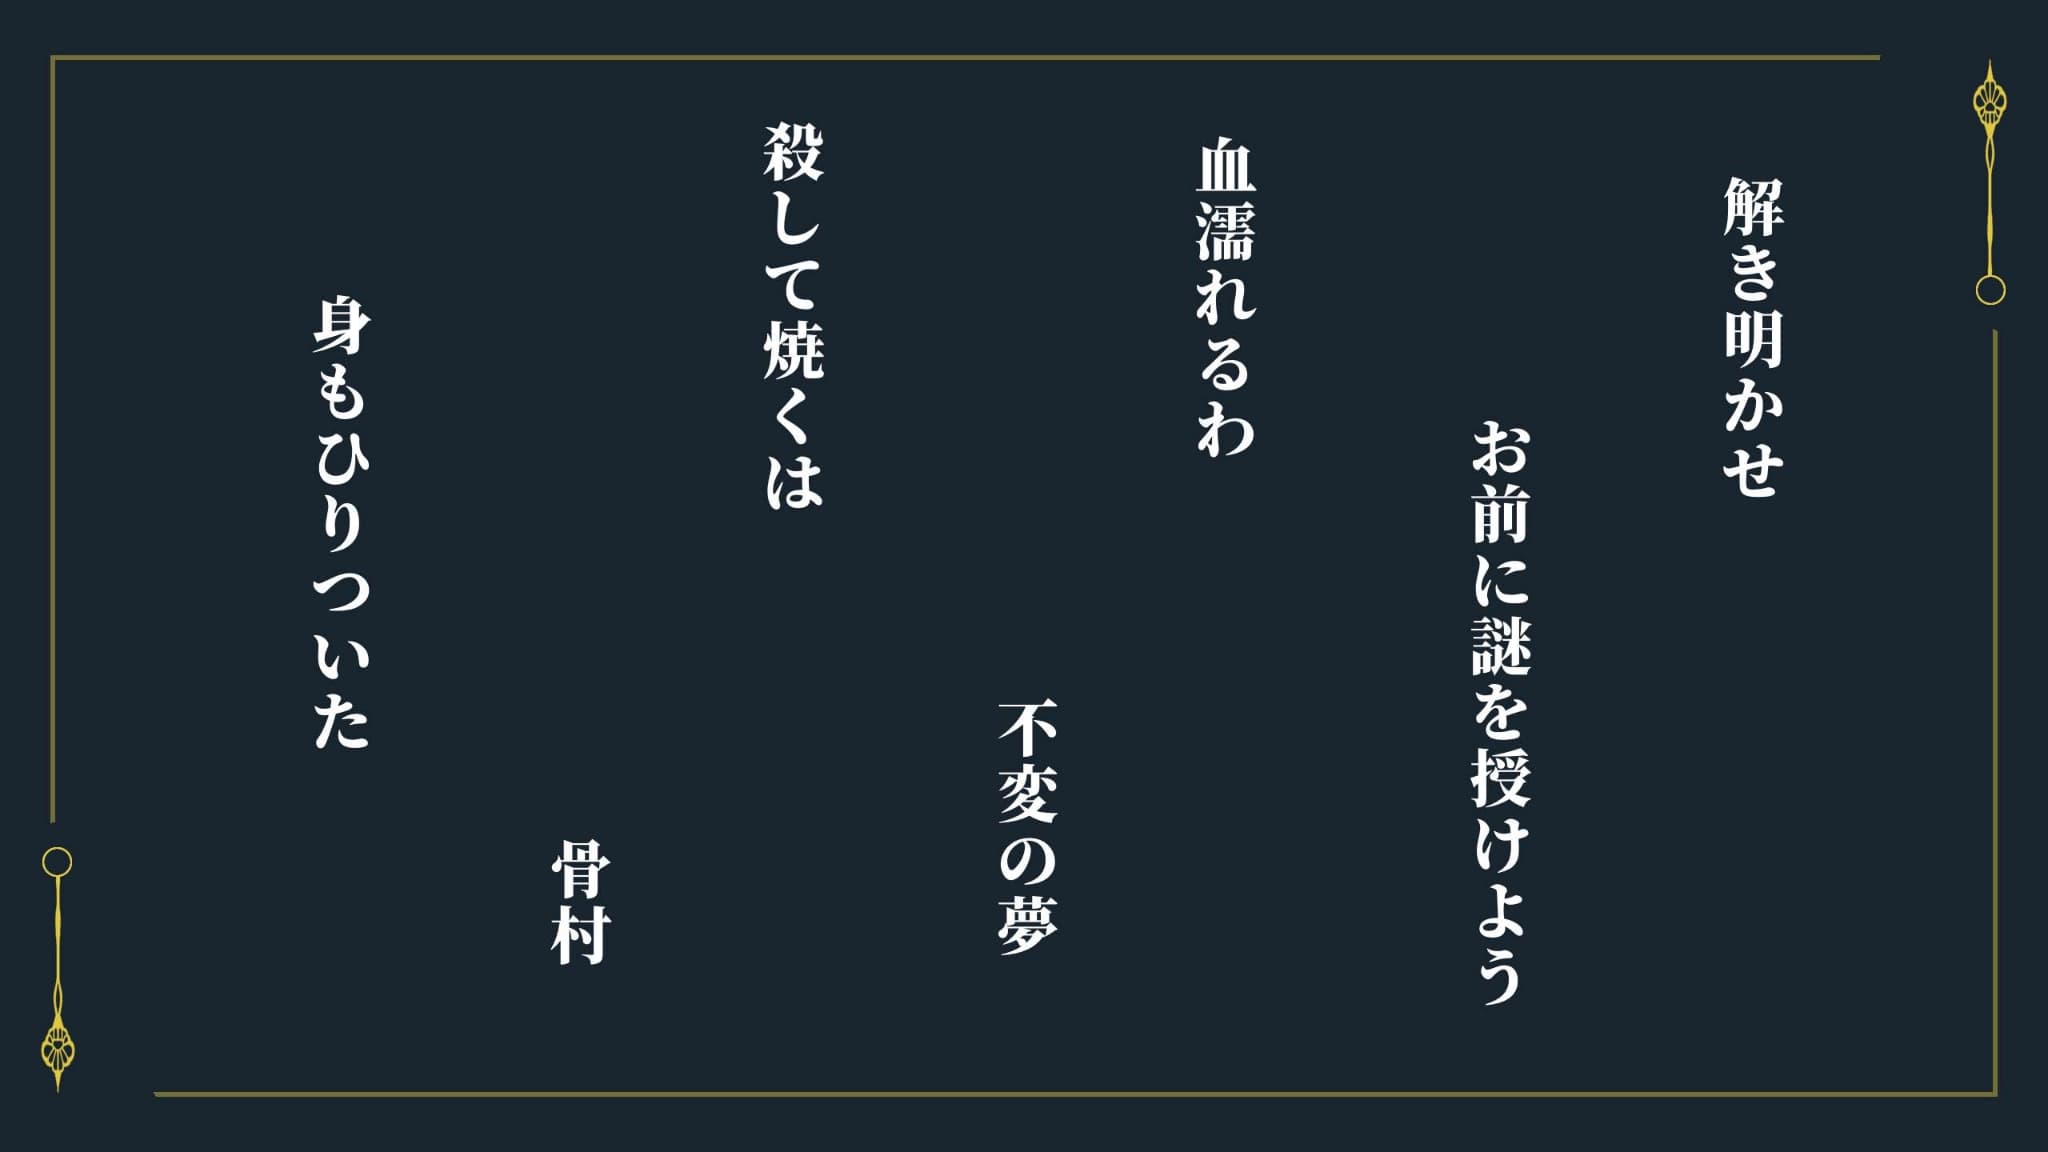 解き明かせ
お前に謎を授けよう
血濡れるわ
不変の夢
殺して焼くは
骨村
身もひりついた